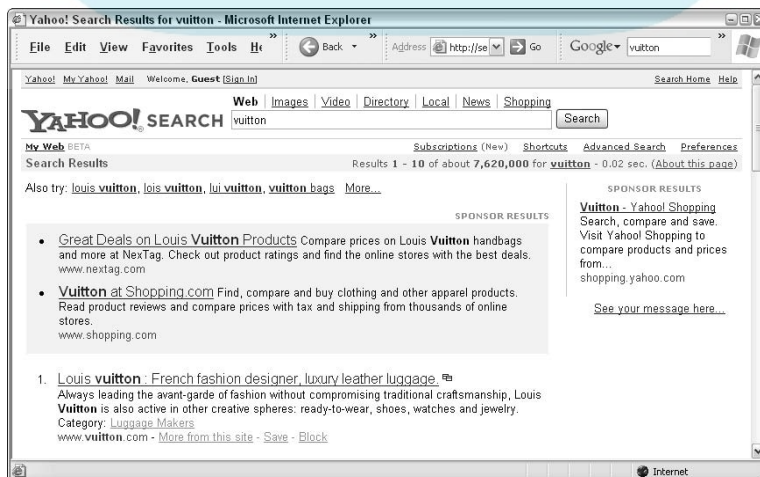 Yahoo! Search Results for vuitton - Microsoft Internet Explorer
File Edit View Favorites Tools He » Back » Address http://se Go Google vuitton »
Yahoo! My Yahoo! Mail Welcome, Guest [Sign In] Search Home Help
Web | Images | Video | Directory | Local | News | Shopping
YAHOO! SEARCH vuitton Search
My Web BETA Subscriptions (New) Shortcuts Advanced Search Preferences
Search Results Results 1 - 10 of about 7,620,000 for vuitton - 0.02 sec. (About this page)
Also try: louis vuitton, lois vuitton, lui vuitton, vuitton bags More...
SPONSOR RESULTS
• Great Deals on Louis Vuitton Products Compare prices on Louis Vuitton handbags
and more at NexTag. Check out product ratings and find the online stores with the best deals.
www.nextag.com
• Vuitton at Shopping.com Find, compare and buy clothing and other apparel products.
Read product reviews and compare prices with tax and shipping from thousands of online
stores.
www.shopping.com
SPONSOR RESULTS
Vuitton - Yahoo! Shopping
Search, compare and save.
Visit Yahoo! Shopping to
compare products and prices
from...
shopping.yahoo.com
See your message here...
1. Louis vuitton : French fashion designer, luxury leather luggage.
Always leading the avant-garde of fashion without compromising traditional craftsmanship, Louis
Vuitton is also active in other creative spheres: ready-to-wear, shoes, watches and jewelry.
Category: Luggage Makers
www.vuitton.com - More from this site - Save - Block
Internet